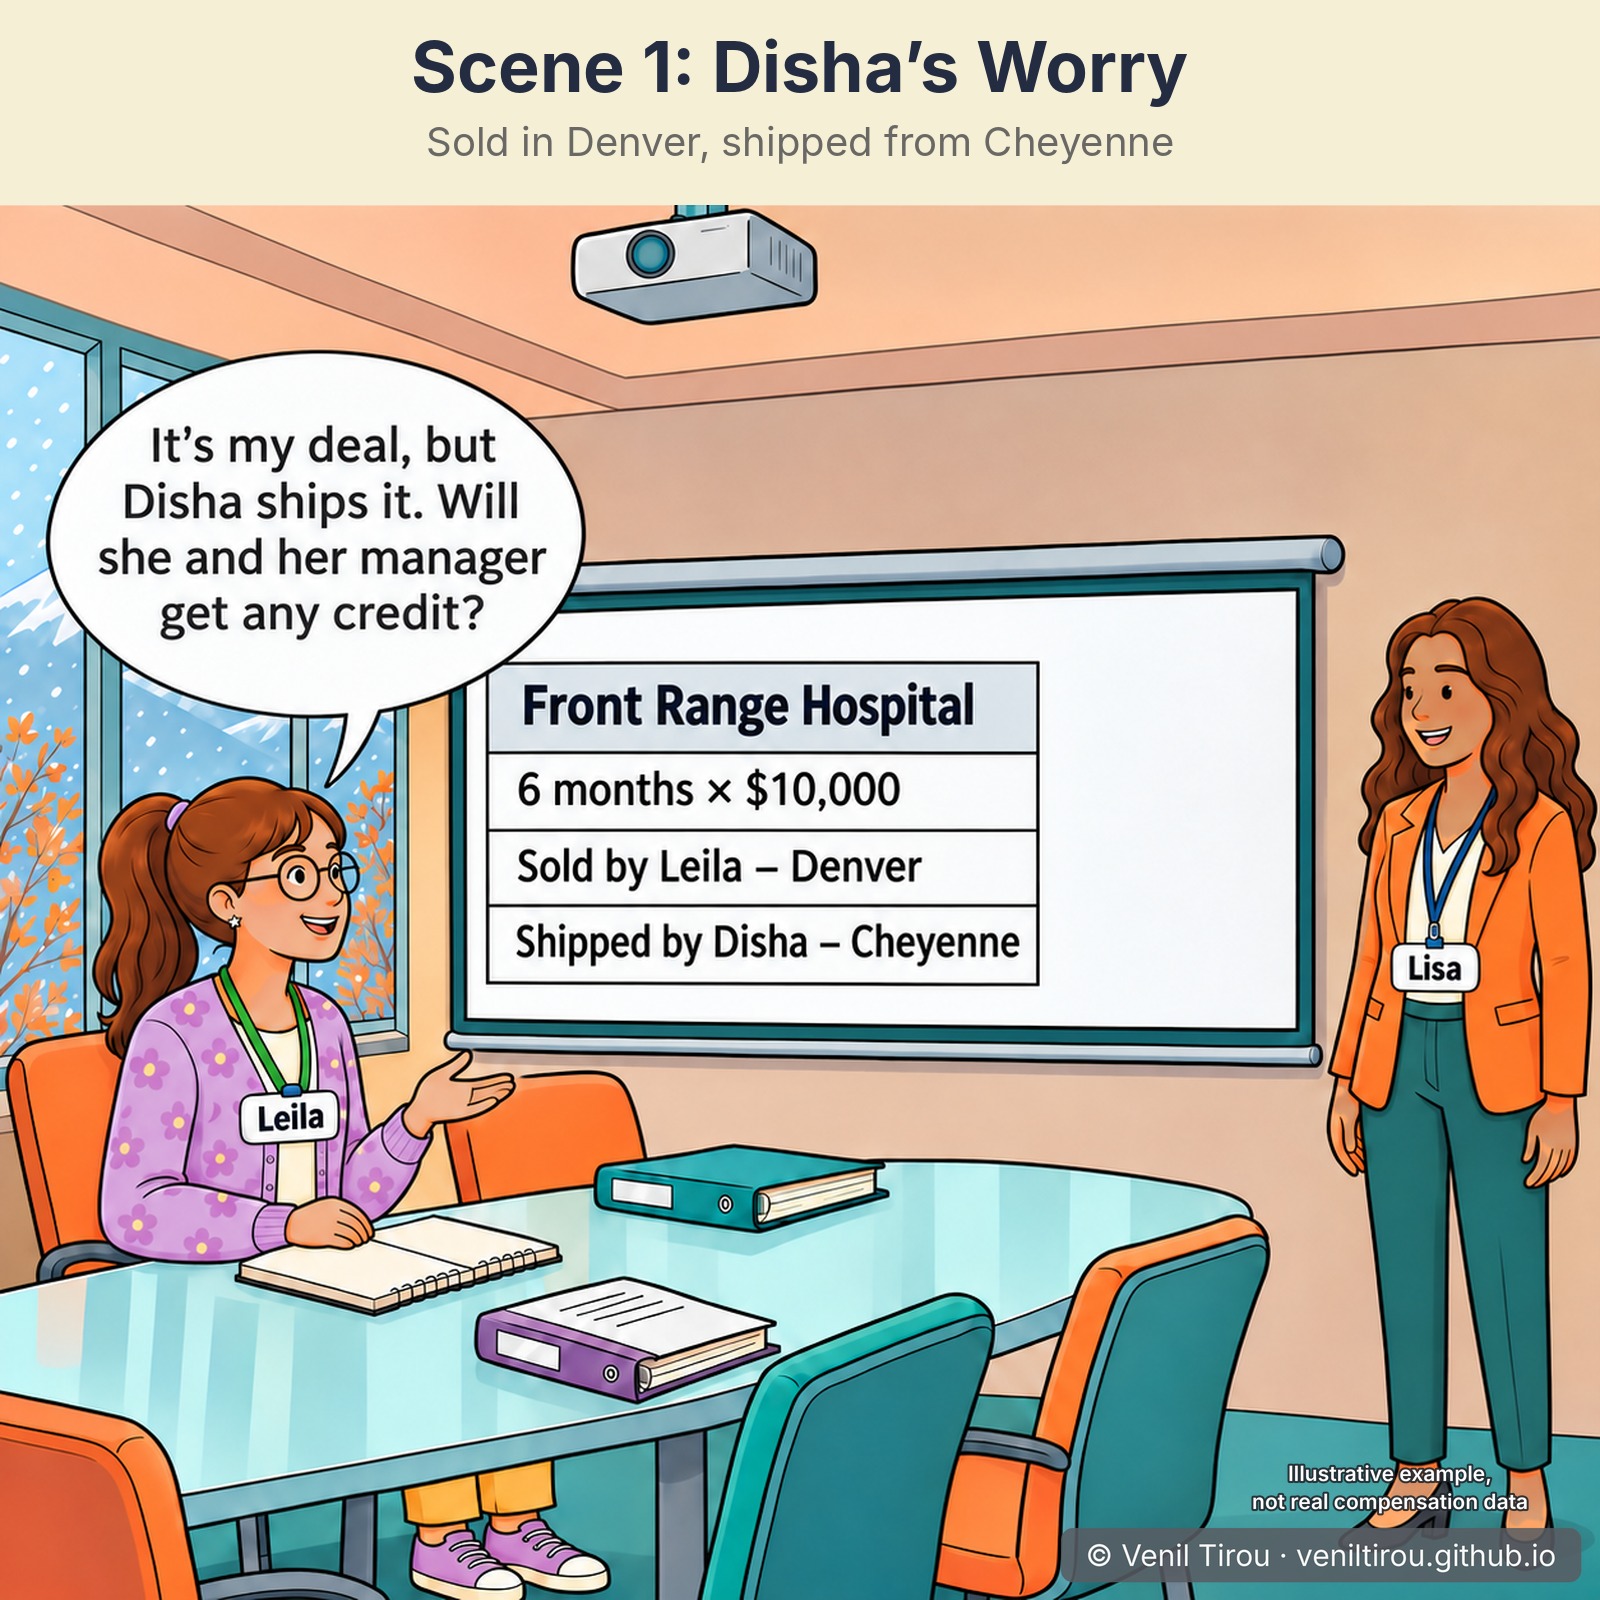 Scene 1: Disha’s Worry
Sold in Denver, shipped from Cheyenne
It’s my deal, but
Disha ships it. Will
she and her manager
get any credit?
Front Range Hospital
6 months × $10,000
Sold by Leila – Denver
Shipped by Disha – Cheyenne
Lisa
Leila
Illustrative example,
not real compensation data
© Venil Tirou · veniltirou.github.io